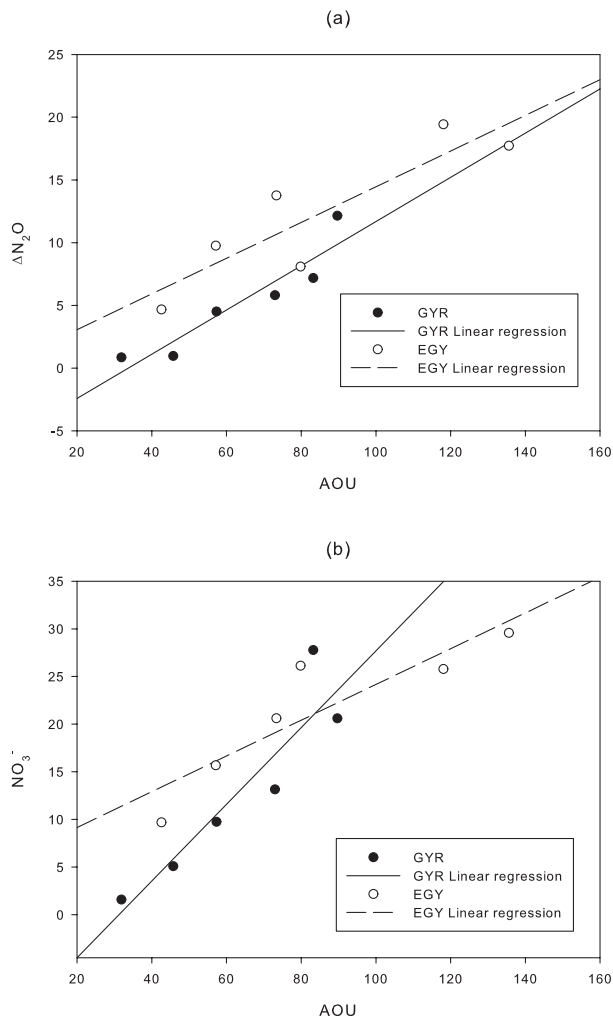 (a)
25
20
15
10
5
0
-5
ΔN₂O
20 40 60 80 100 120 140 160
AOU
GYR
GYR Linear regression
EGY
EGY Linear regression
(b)
35
30
25
20
15
10
5
0
NO₃⁻
20 40 60 80 100 120 140 160
AOU
GYR
GYR Linear regression
EGY
EGY Linear regression